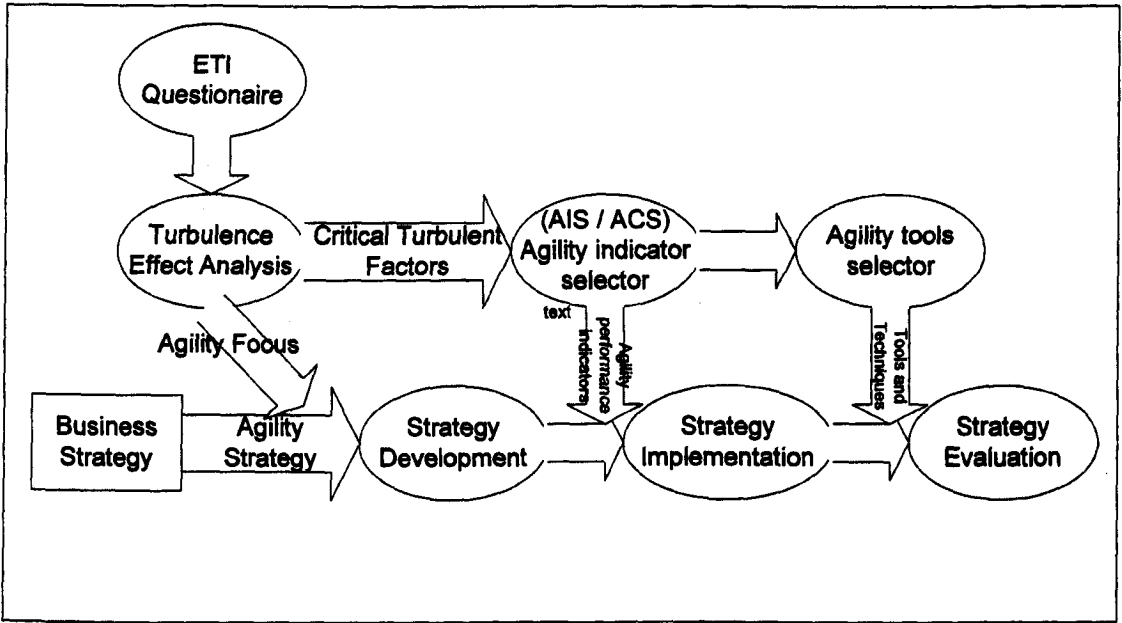 ETI
Questionaire
Turbulence
Effect Analysis
Critical Turbulent
Factors
(AIS / ACS)
Agility indicator
selector
Agility tools
selector
text
Agility
performance
indicators
Tools and
Techniques
Agility Focus
Business
Strategy
Agility
Strategy
Strategy
Development
Strategy
Implementation
Strategy
Evaluation